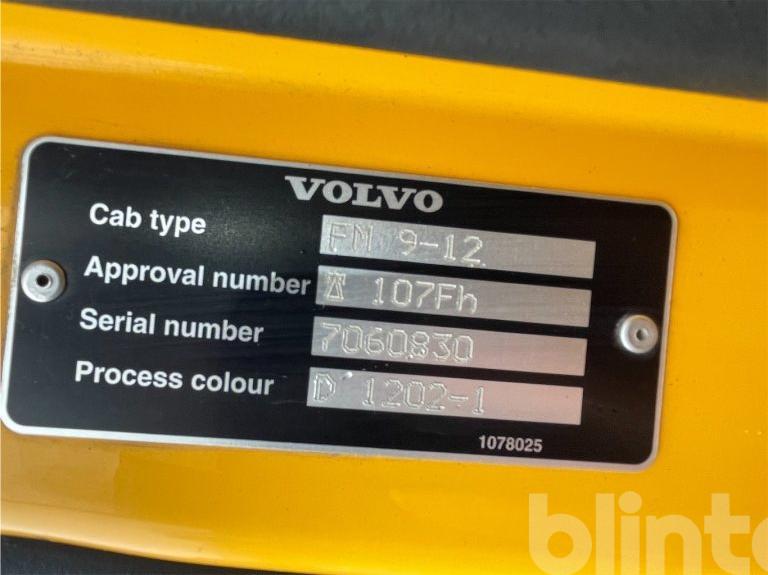 VOLVO
Cab type FM 9-12
Approval number 107Fh
Serial number 7060830
Process colour D 1202-1
1078025
blinto